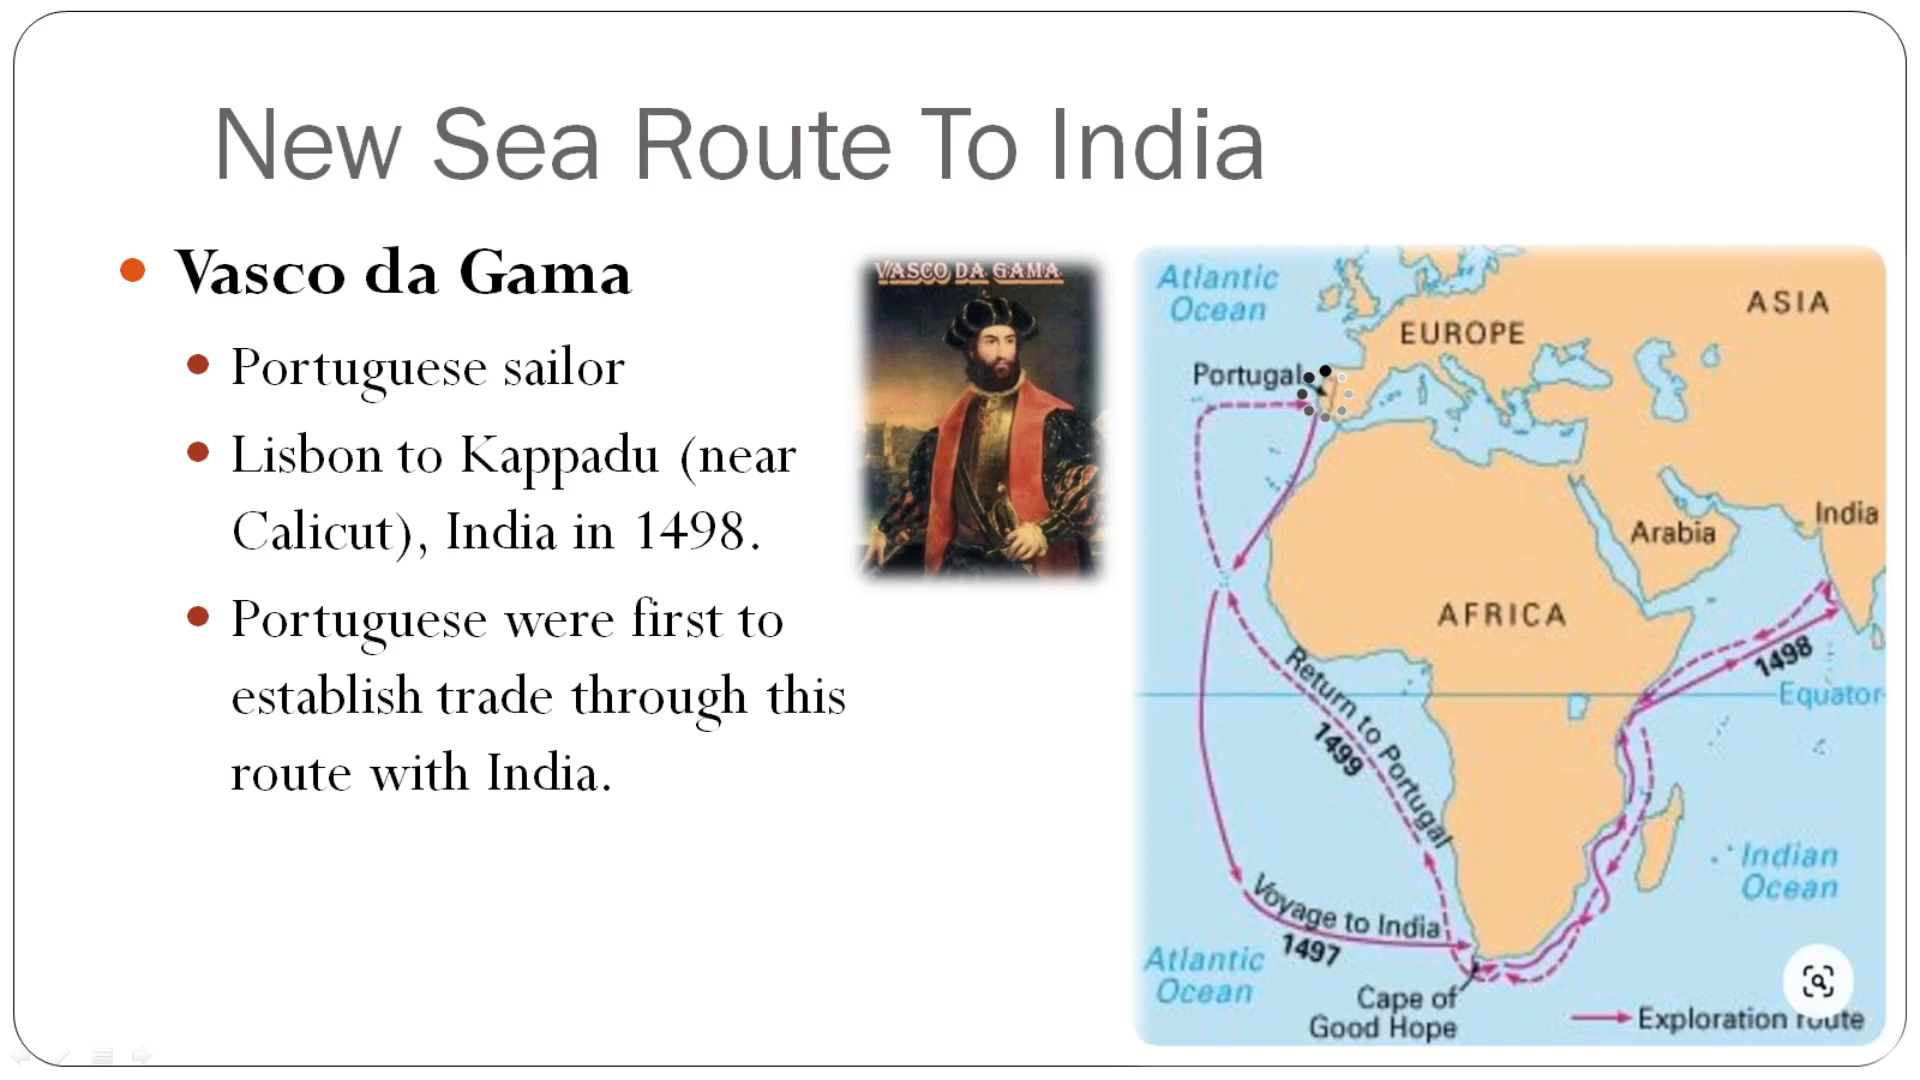 New Sea Route To India
Vasco da Gama
Portuguese sailor
Lisbon to Kappadu (near
Calicut), India in 1498.
Portuguese were first to
establish trade through this
route with India.
VASCO DA GAMA
Atlantic
Ocean
ASIA
EUROPE
Portugal
India
Arabia
AFRICA
1498
Equator
Return to Portugal
1499
Indian
Ocean
Voyage to India
1497
Atlantic
Ocean
Cape of
Good Hope
Exploration route